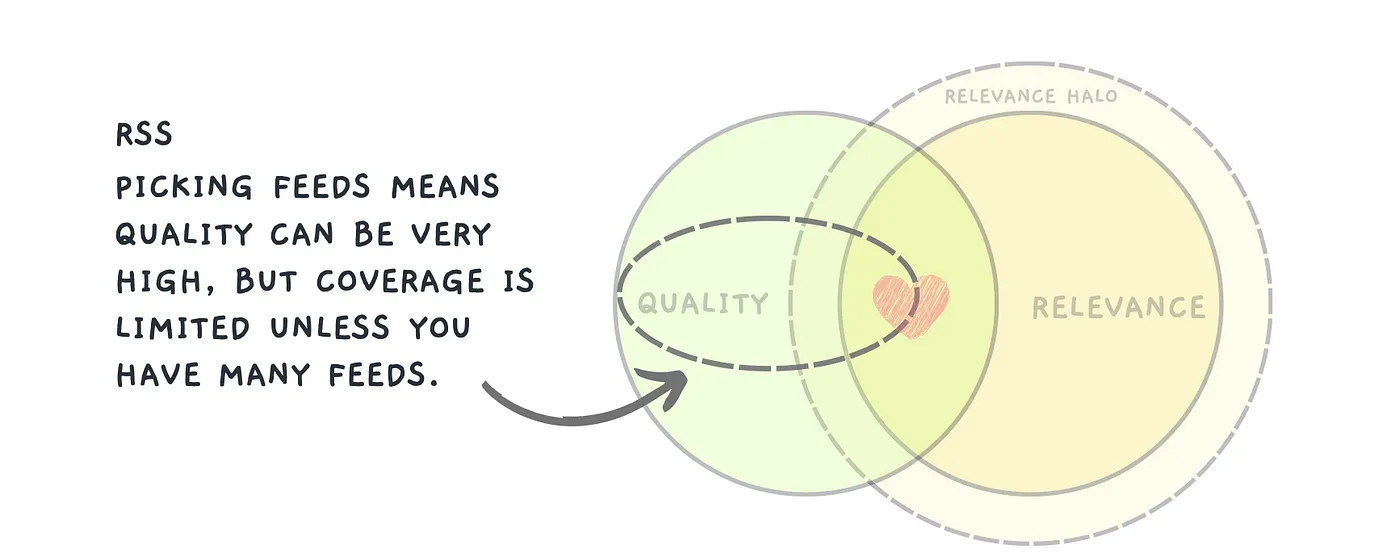 RSS
PICKING FEEDS MEANS
QUALITY CAN BE VERY
HIGH, BUT COVERAGE IS
LIMITED UNLESS YOU
HAVE MANY FEEDS.
RELEVANCE HALO
QUALITY
RELEVANCE